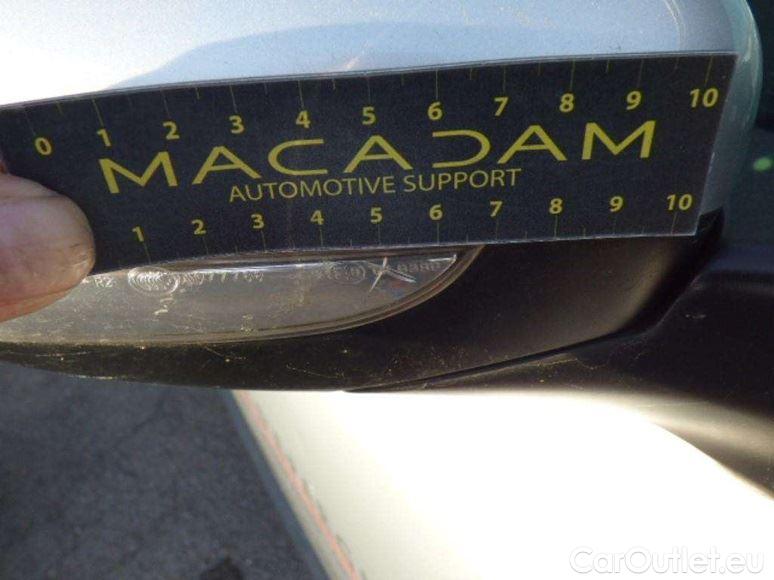 0 1 2 3 4 5 6 7 8 9 10
MACADAM
AUTOMOTIVE SUPPORT
1 2 3 4 5 6 7 8 9 10
R2
CarOutlet.eu